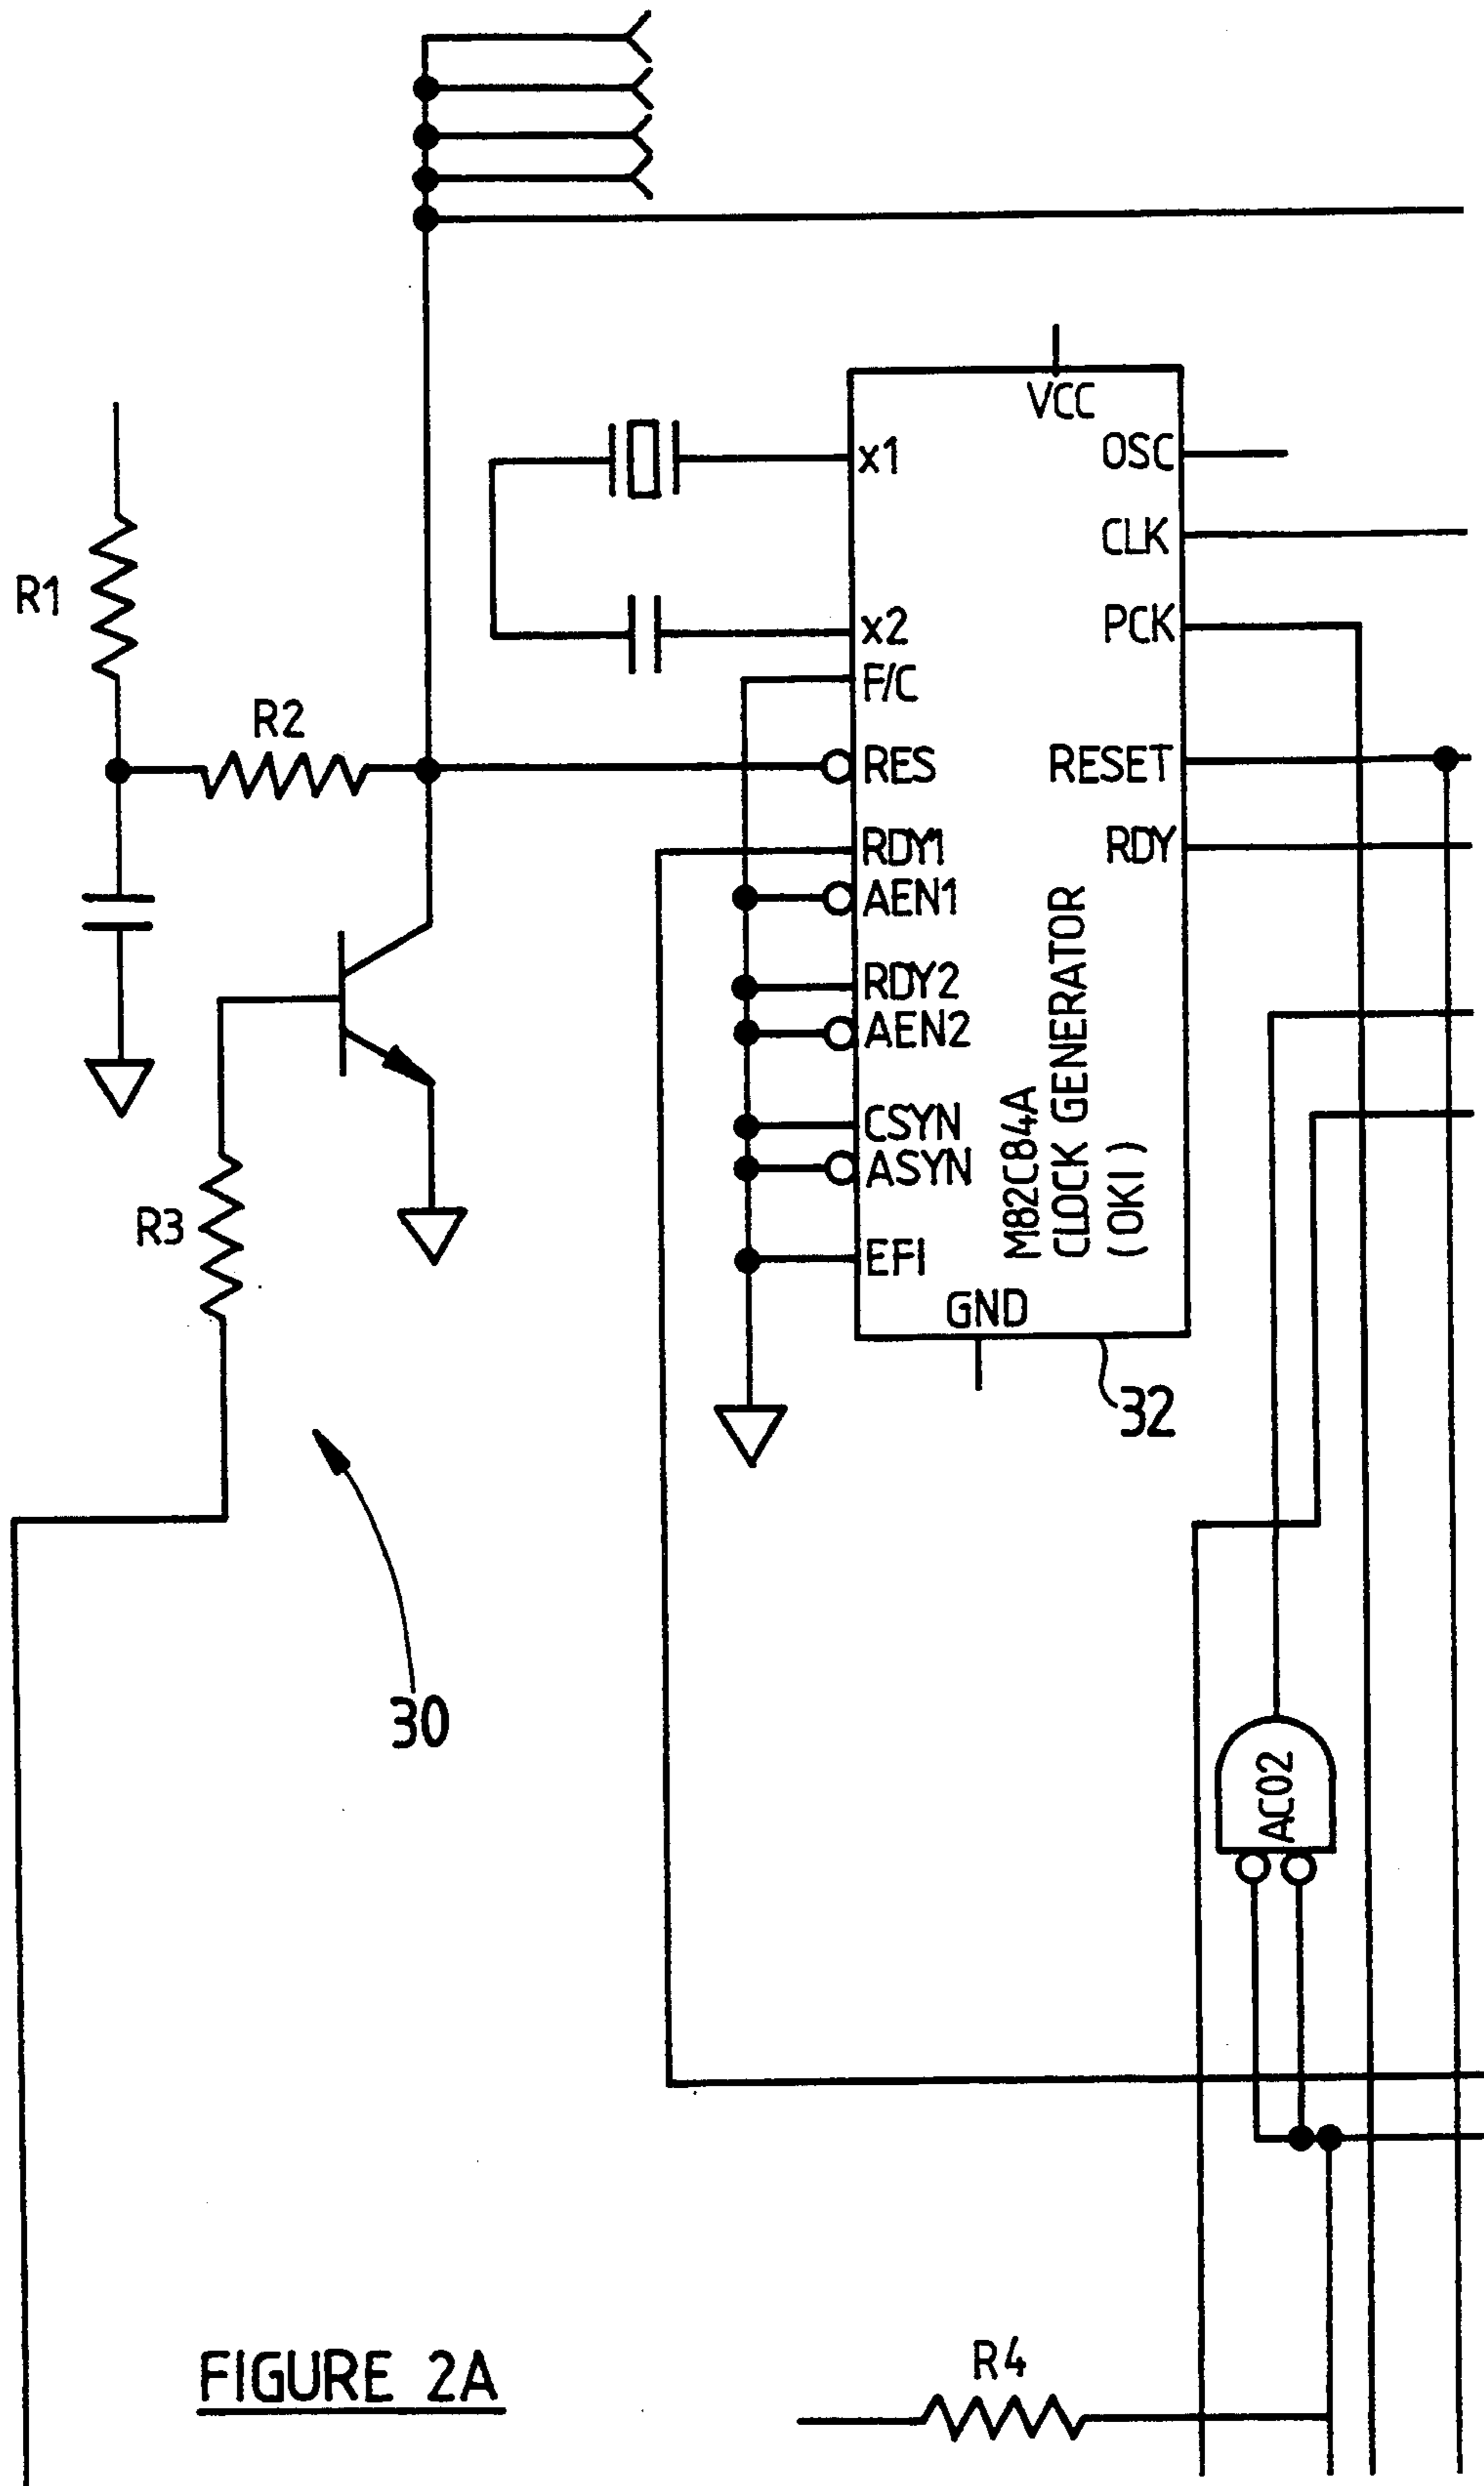 VCC
x1
OSC
CLK
R1
x2
PCK
F/C
R2
RES
RESET
RDY1
RDY
AEN1
RDY2
AEN2
CSYN
ASYN
M82C84A
CLOCK GENERATOR
(OKI)
R3
EFI
GND
32
30
AC02
R4
FIGURE 2A